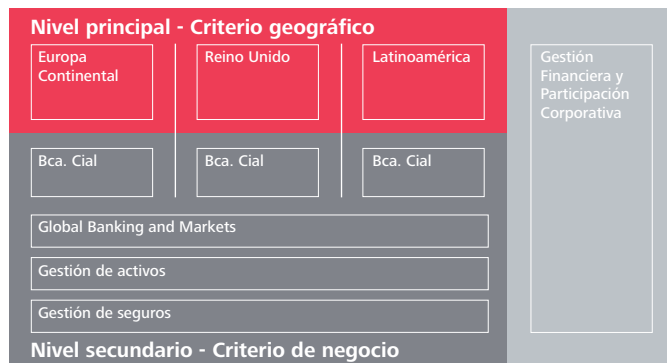 Nivel principal - Criterio geográfico
Europa
Continental
Reino Unido
Latinoamérica
Gestión
Financiera y
Participación
Corporativa
Bca. Cial
Bca. Cial
Bca. Cial
Global Banking and Markets
Gestión de activos
Gestión de seguros
Nivel secundario - Criterio de negocio